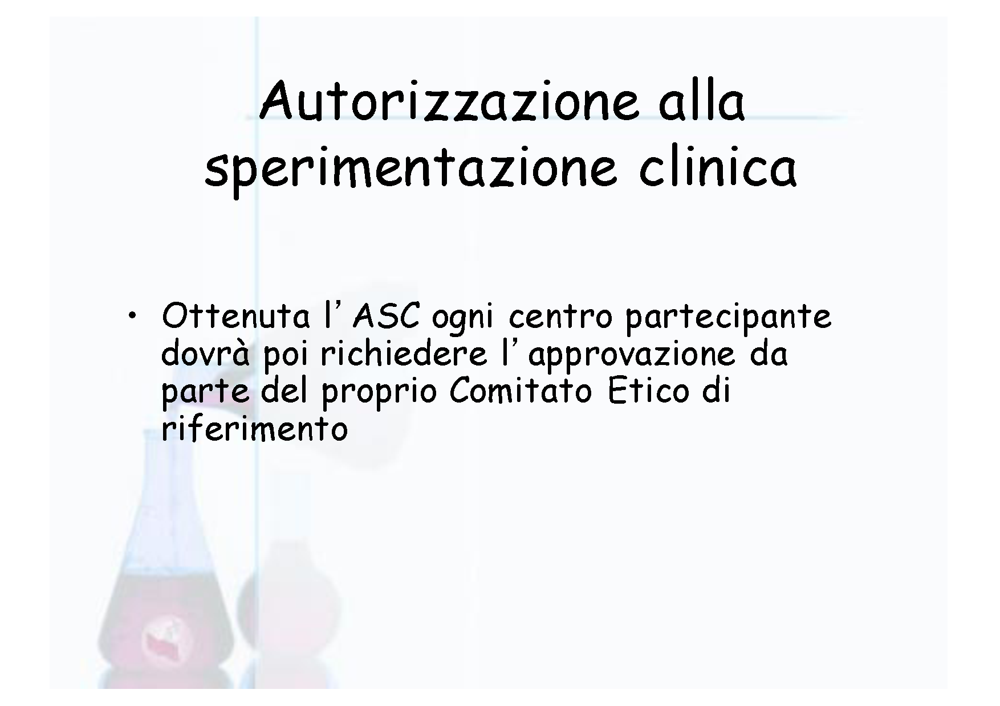 Autorizzazione alla
sperimentazione clinica
• Ottenuta l’ASC ogni centro partecipante
dovrà poi richiedere l’approvazione da
parte del proprio Comitato Etico di
riferimento